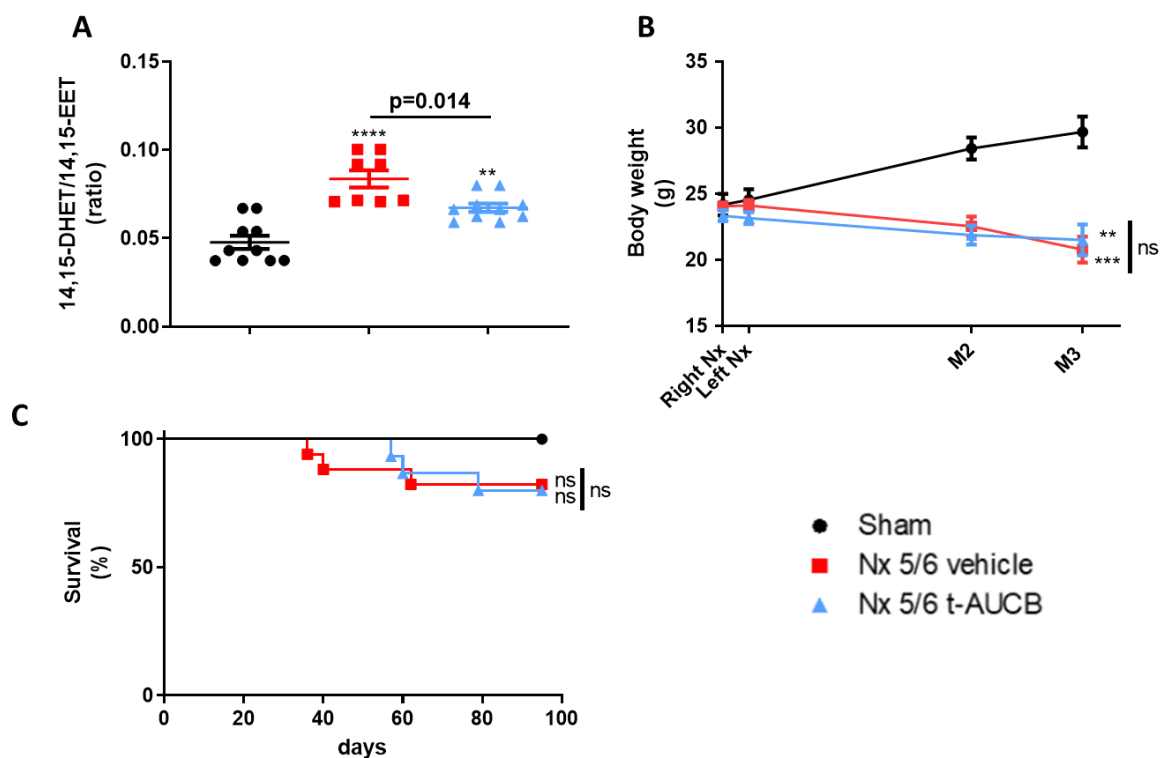 A
14,15-DHET/14,15-EET
(ratio)
0.15
0.10
0.05
0.00
p=0.014
****
**
B
Body weight
(g)
35
30
25
20
15
**
***
ns
Right Nx
Left Nx
M2
M3
C
Survival
(%)
100
50
0
ns
ns
ns
0 20 40 60 80 100
days
Sham
Nx 5/6 vehicle
Nx 5/6 t-AUCB